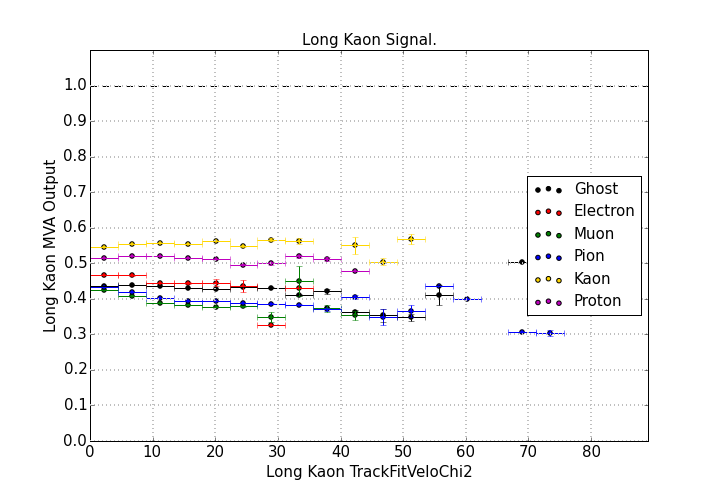 Long Kaon Signal.
Long Kaon MVA Output
1.0
0.9
0.8
0.7
0.6
0.5
0.4
0.3
0.2
0.1
0.0
Ghost
Electron
Muon
Pion
Kaon
Proton
0 10 20 30 40 50 60 70 80
Long Kaon TrackFitVeloChi2